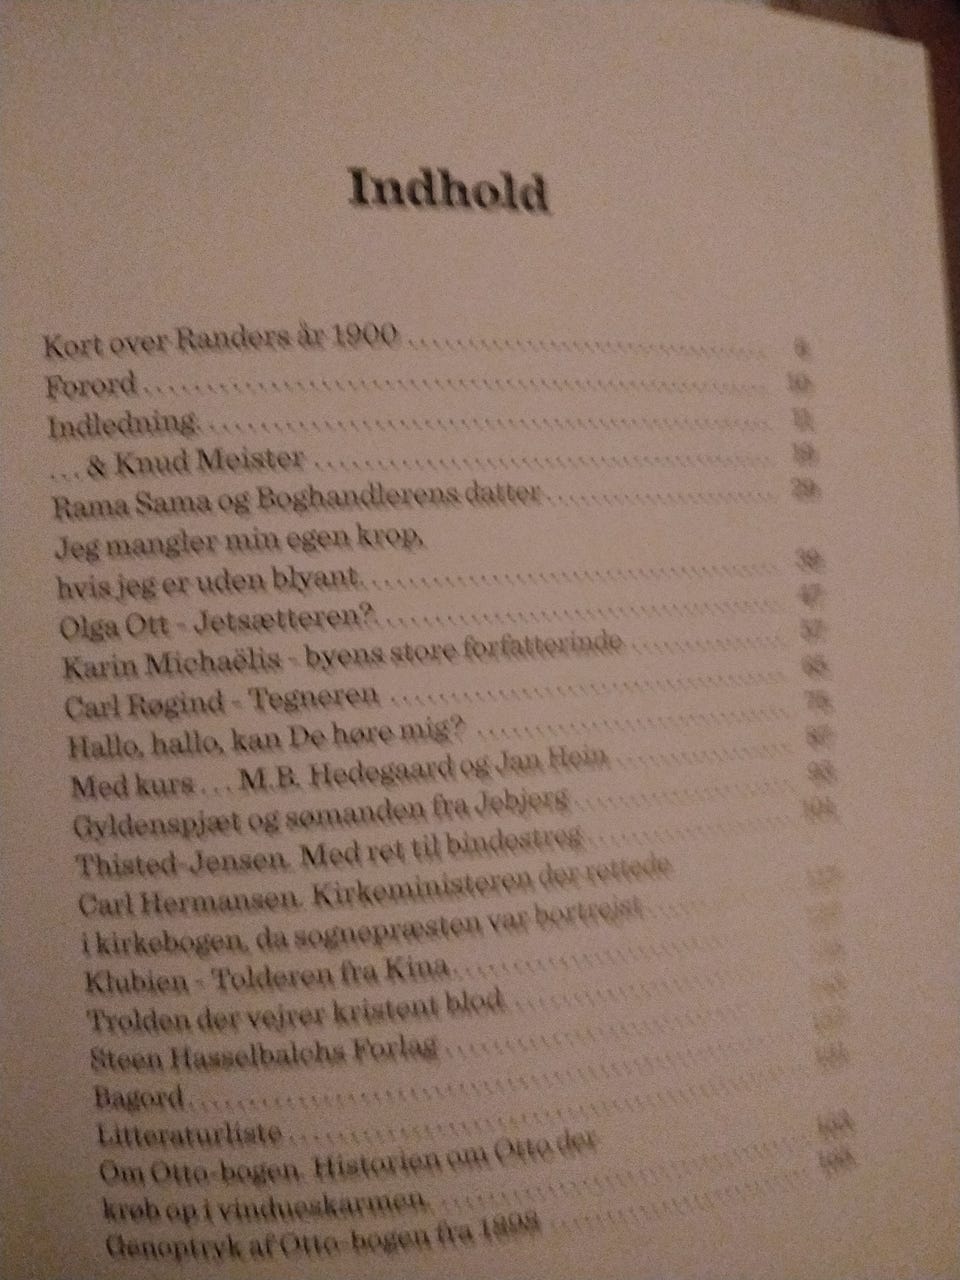 Indhold
Kort over Randers år 1900
Forord
Indledning
... & Knud Meister
Rama Sama og Boghandlerens datter
Jeg mangler min egen krop,
hvis jeg er uden blyant
Olga Ott - Jetsætteren?
Karin Michaëlis - byens store forfatterinde
Carl Røgind - Tegneren
Hallo, hallo, kan De høre mig?
Med kurs ... M.B. Hedegaard og Jan Hein
Gyldenspjæt og sømanden fra Jebjerg
Thisted-Jensen. Med ret til bindestreg
Carl Hermansen. Kirkeministeren der rettede
i kirkebogen, da sognepræsten var bortrejst
Klubien - Tolderen fra Kina
Trolden der vejrer kristent blod
Steen Hasselbalchs Forlag
Bagord
Litteraturliste
Om Otto-bogen. Historien om Otto der
krøb op i vindueskarmen
Genoptryk af Otto-bogen fra 1898